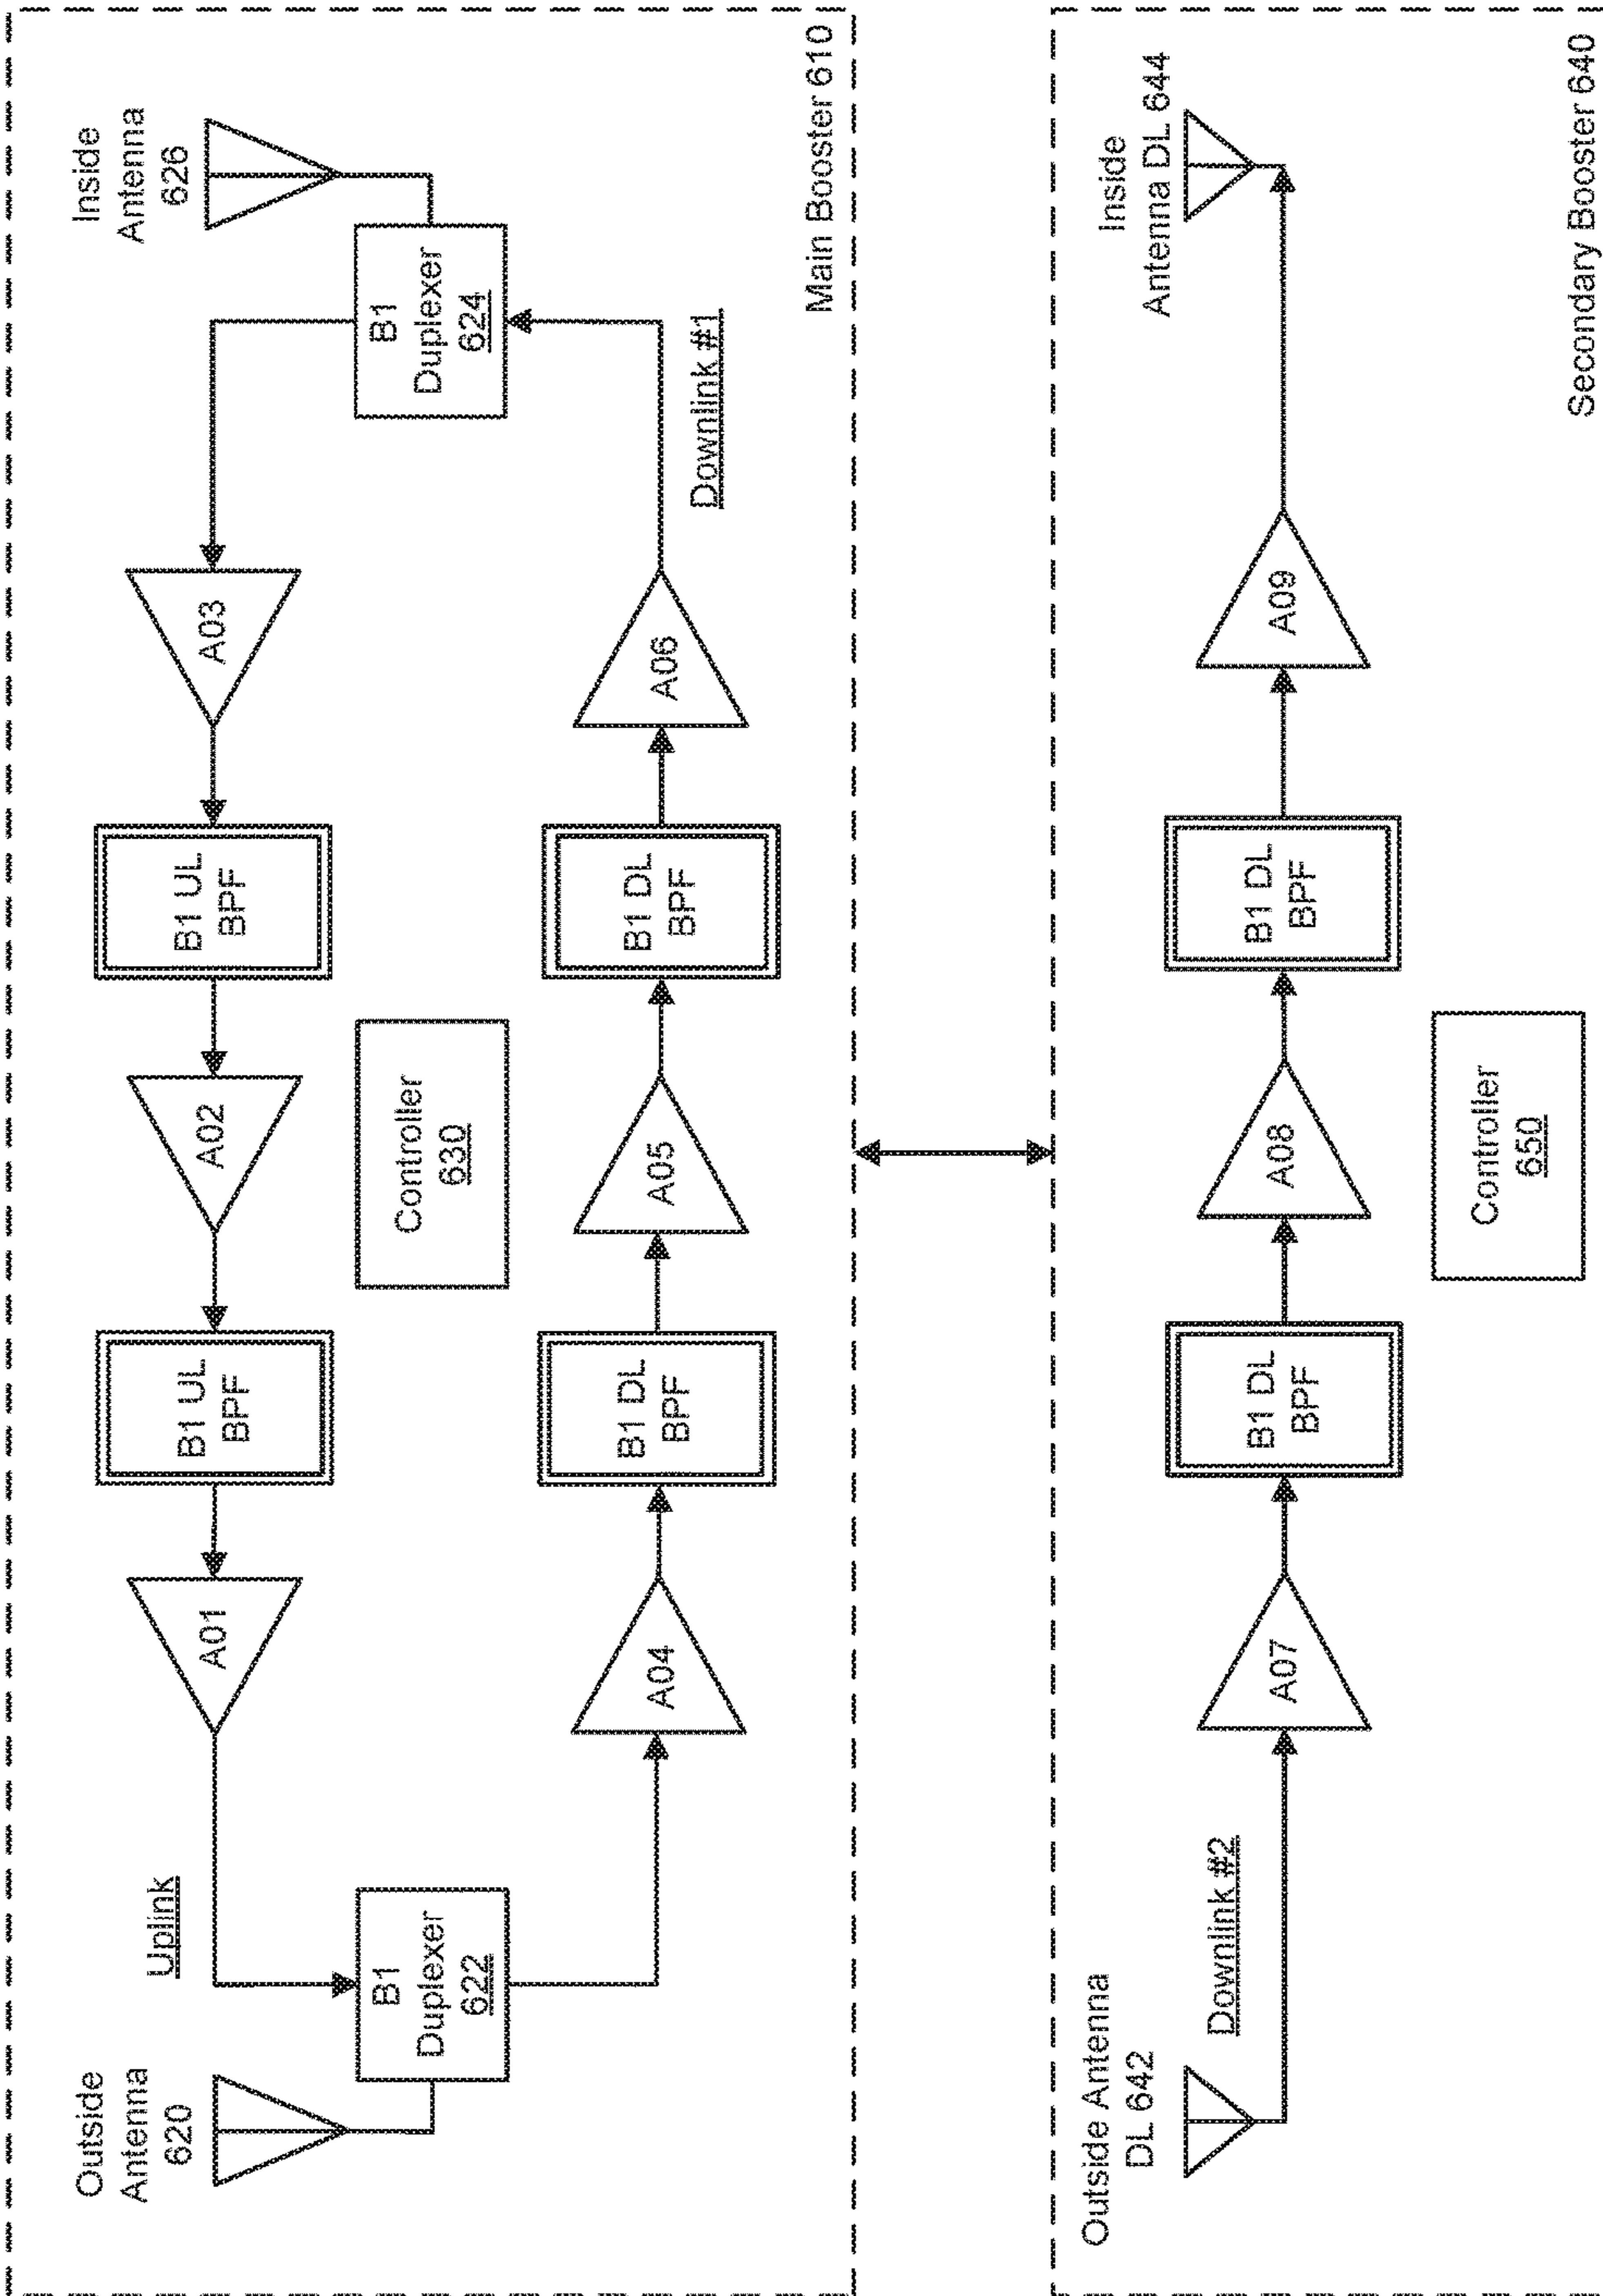 Outside
Antenna
620
Uplink
B1
Duplexer
622
A01
B1 UL
BPF
A02
B1 UL
BPF
A03
Inside
Antenna
626
B1
Duplexer
624
Controller
630
A04
B1 DL
BPF
A05
B1 DL
BPF
A06
Downlink #1
Main Booster 610
Outside Antenna
DL 642
Downlink #2
A07
B1 DL
BPF
A08
B1 DL
BPF
A09
Inside
Antenna DL 644
Controller
650
Secondary Booster 640